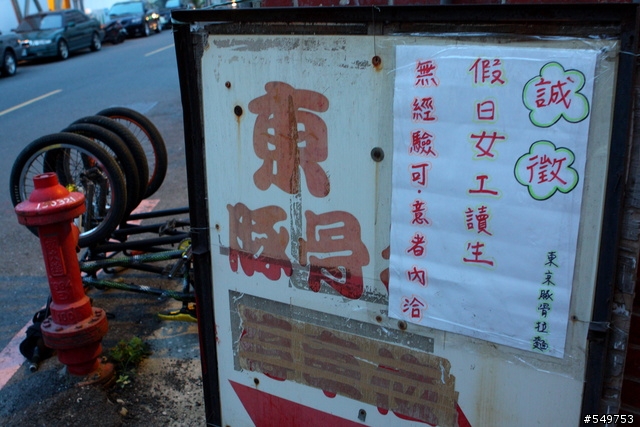 誠徵
假日女工讀生
無經驗可.意者內洽
東京豚骨拉麵
東
豚骨
#549753